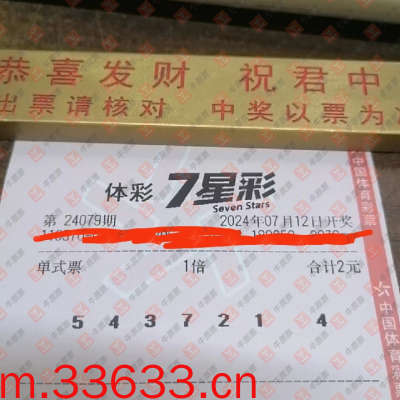 恭喜发财 祝君中
出票请核对 中奖以票为
体彩 7星彩
Seven Stars
第 24079期 2024年07月12日开奖
单式票 1倍 合计2元
5 4 3 7 2 1 4
中国体育彩票
中国体育彩票
m.33633.cn